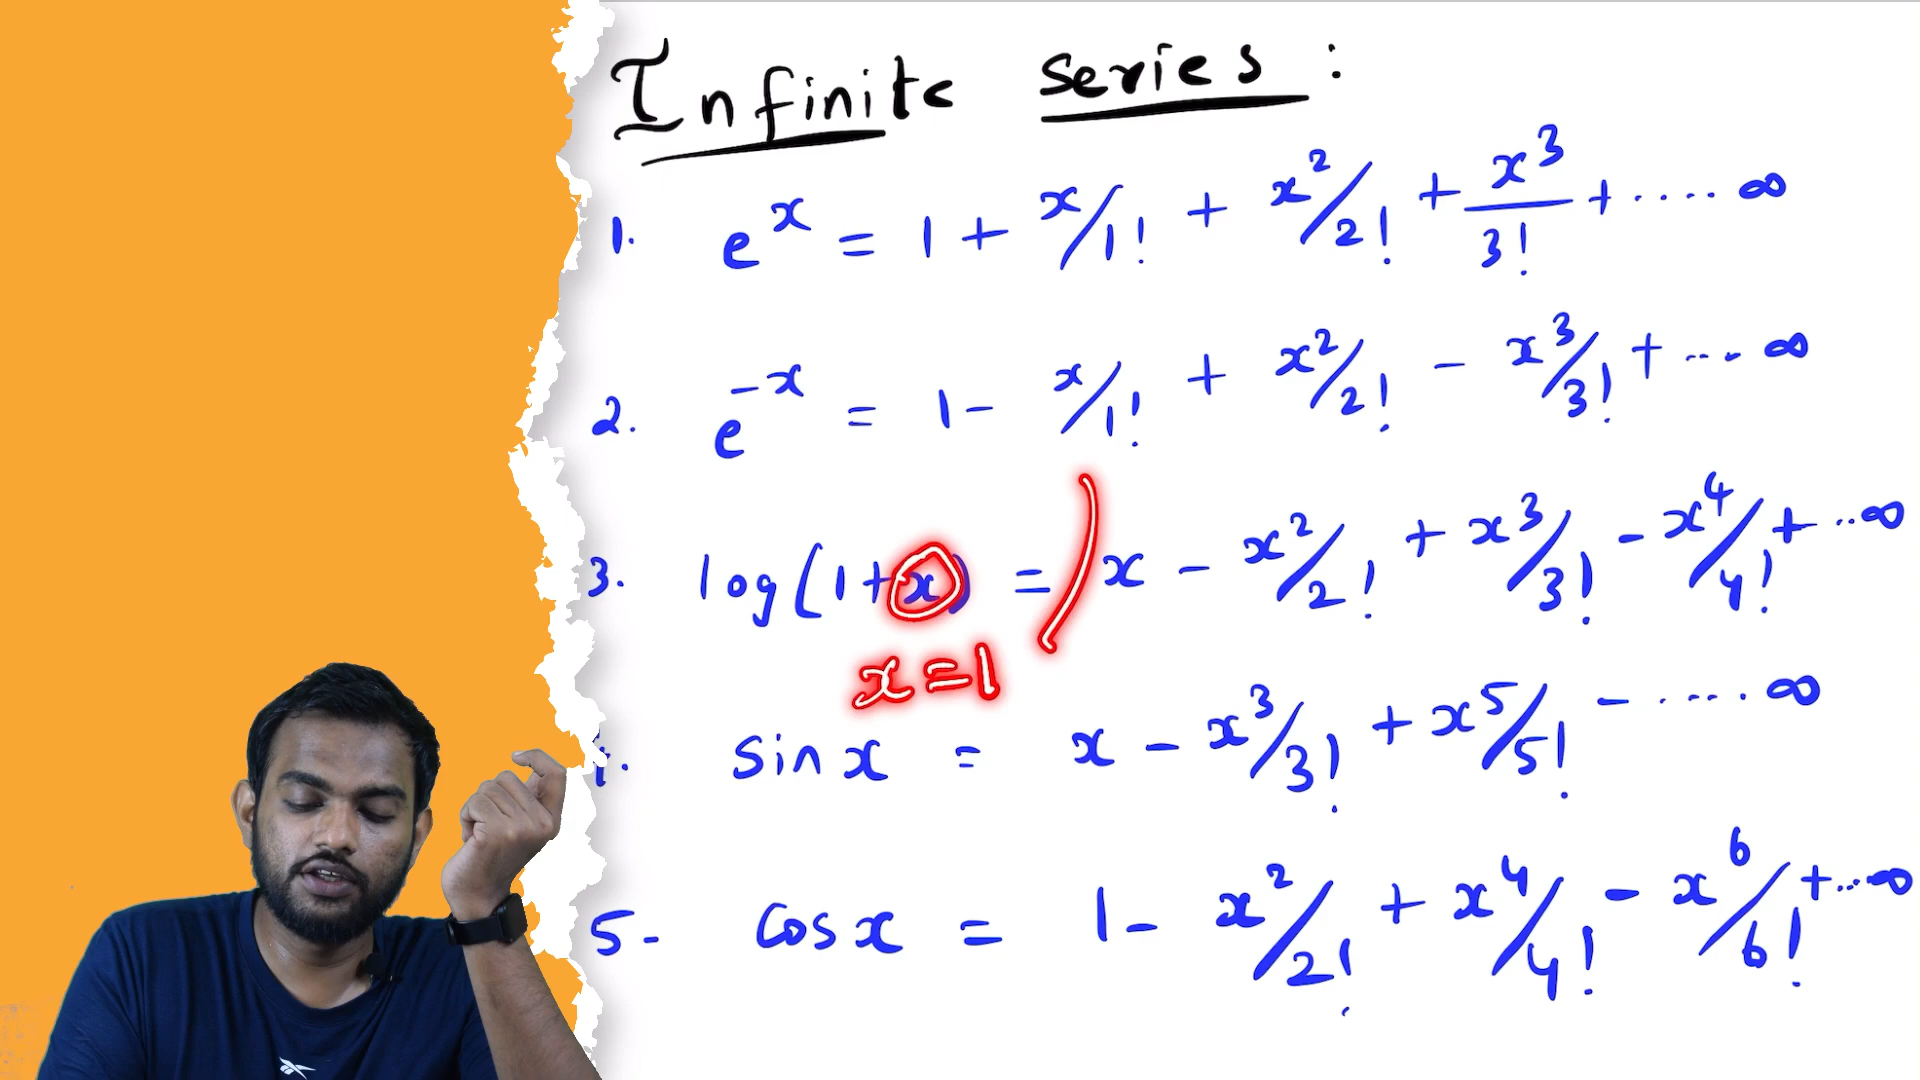 Infinite series :
1. e^x = 1 + x/1! + x^2/2! + x^3/3! + ..... ∞
2. e^-x = 1 - x/1! + x^2/2! - x^3/3! + .... ∞
3. log(1+x) = x - x^2/2! + x^3/3! - x^4/4! + ..∞
x=1
4. sin x = x - x^3/3! + x^5/5! - ..... ∞
5- cos x = 1 - x^2/2! + x^4/4! - x^6/6! + ...∞